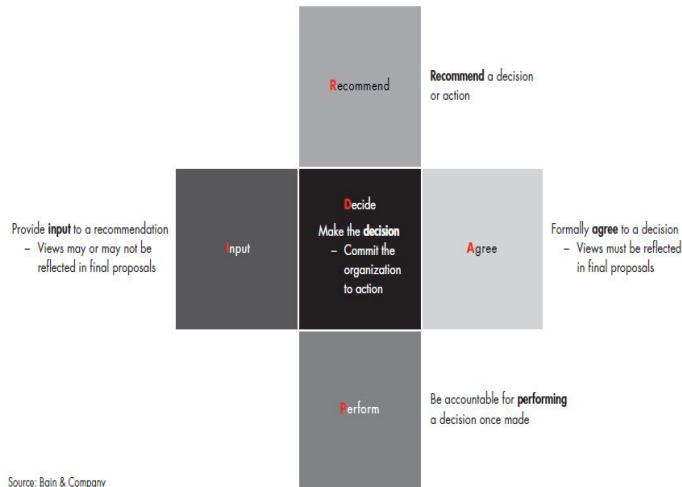 Recommend
Recommend a decision
or action
Provide input to a recommendation
– Views may or may not be
reflected in final proposals
Input
Decide
Make the decision
– Commit the
organization
to action
Agree
Formally agree to a decision
– Views must be reflected
in final proposals
Perform
Be accountable for performing
a decision once made
Source: Bain & Company